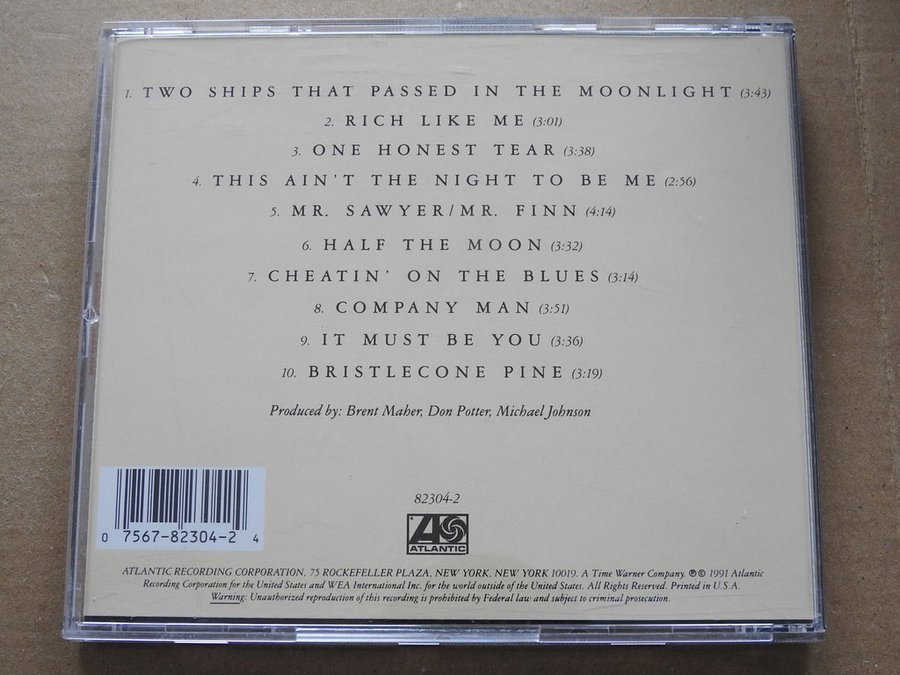 1. TWO SHIPS THAT PASSED IN THE MOONLIGHT (3:43)
2. RICH LIKE ME (3:01)
3. ONE HONEST TEAR (3:38)
4. THIS AIN'T THE NIGHT TO BE ME (2:56)
5. MR. SAWYER/MR. FINN (4:14)
6. HALF THE MOON (3:32)
7. CHEATIN' ON THE BLUES (3:14)
8. COMPANY MAN (3:51)
9. IT MUST BE YOU (3:36)
10. BRISTLECONE PINE (3:19)
Produced by: Brent Maher, Don Potter, Michael Johnson
82304-2
ATLANTIC
0 7567-82304-2 4
ATLANTIC RECORDING CORPORATION, 75 ROCKEFELLER PLAZA, NEW YORK, NEW YORK 10019. A Time Warner Company. ℗© 1991 Atlantic
Recording Corporation for the United States and WEA International Inc. for the world outside of the United States. All Rights Reserved. Printed in U.S.A.
Warning: Unauthorized reproduction of this recording is prohibited by Federal law and subject to criminal prosecution.